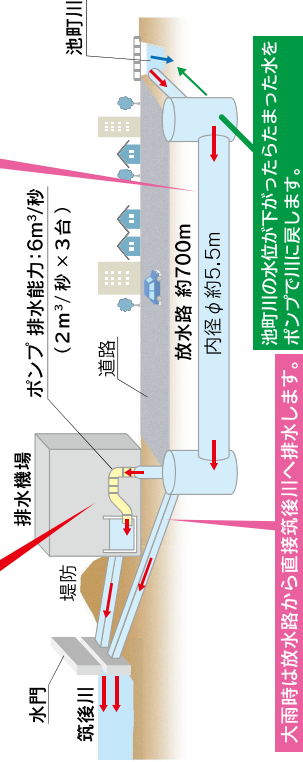 池町川
ポンプ 排水能力:6m³/秒
(2m³/秒×3台)
道路
排水機場
堤防
水門
筑後川
放水路 約700m
内径φ約5.5m
池町川の水位が下がったらたまった水を
ポンプで川に戻します。
大雨時は放水路から直接筑後川へ排水します。